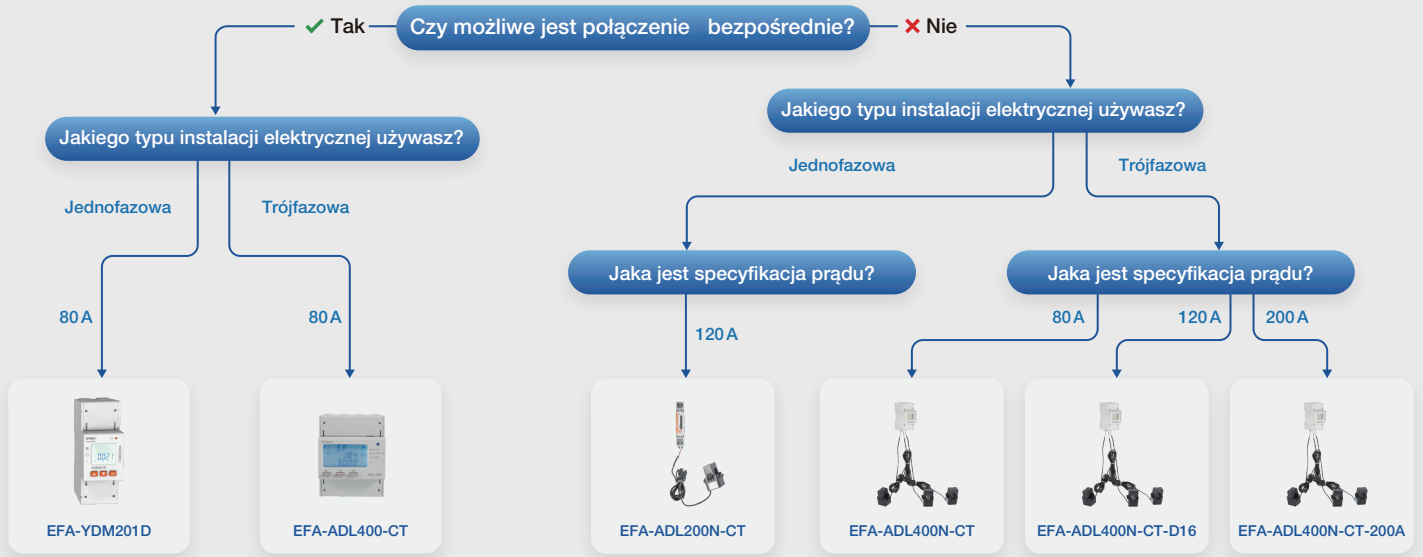 Czy możliwe jest połączenie bezpośrednie?
Tak
Nie
Jakiego typu instalacji elektrycznej używasz?
Jednofazowa
Trójfazowa
80 A
80 A
EFA-YDM201D
EFA-ADL400-CT
Jakiego typu instalacji elektrycznej używasz?
Jednofazowa
Trójfazowa
Jaka jest specyfikacja prądu?
120 A
EFA-ADL200N-CT
Jaka jest specyfikacja prądu?
80 A
120 A
200 A
EFA-ADL400N-CT
EFA-ADL400N-CT-D16
EFA-ADL400N-CT-200A